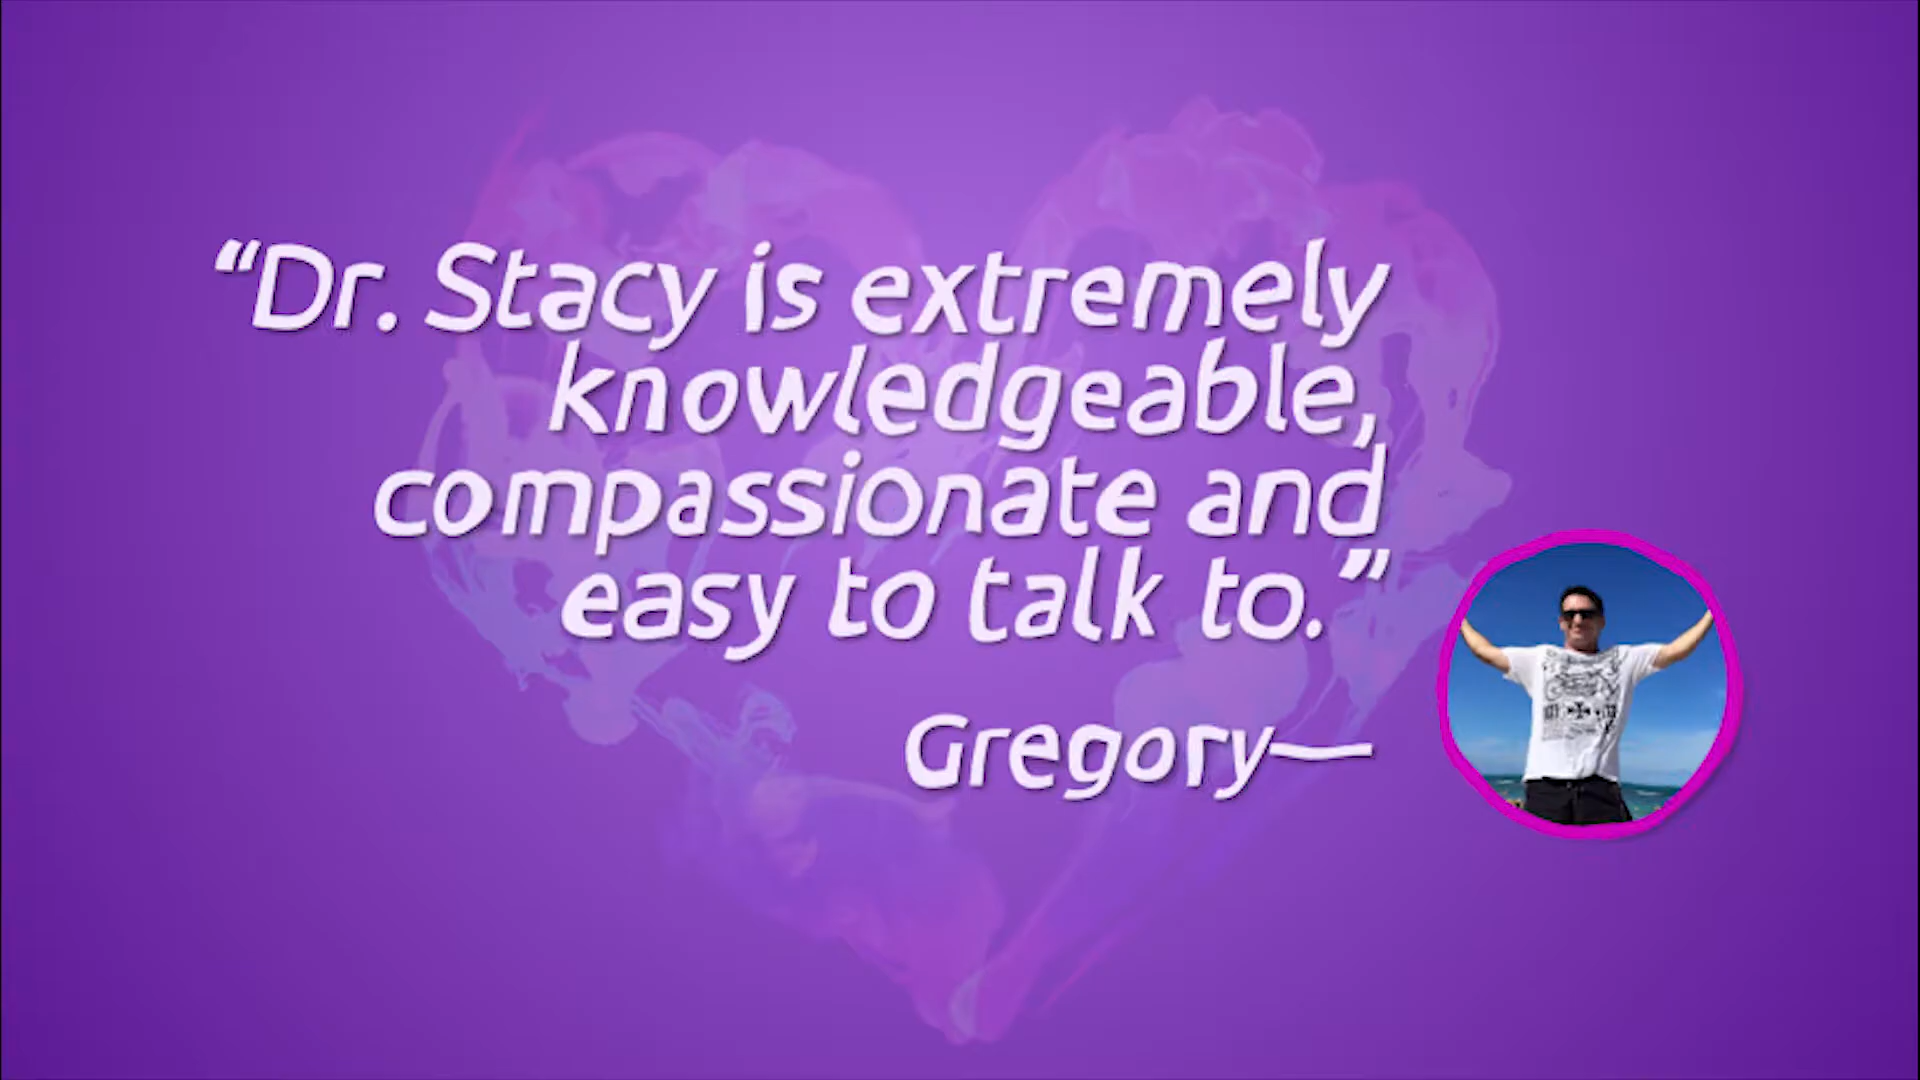 “Dr. Stacy is extremely
knowledgeable,
compassionate and
easy to talk to.”
Gregory—